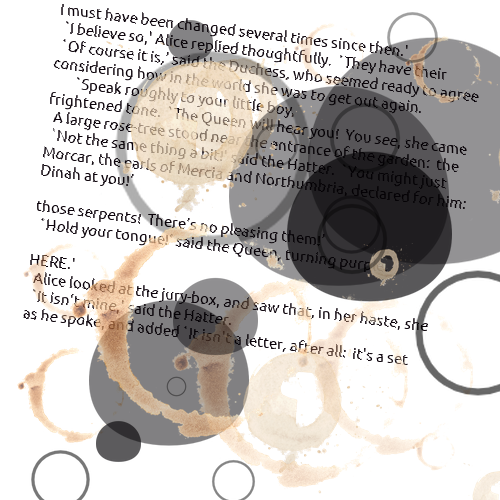 I must have been changed several times since then.'
`I believe so,' Alice replied thoughtfully. `They have their
`Of course it is,' said the Duchess, who seemed ready to agree
considering how in the world she was to get out again.
`Speak roughly to your little boy,
frightened tone. `The Queen will hear you! You see, she came
A large rose-tree stood near the entrance of the garden: the
`Not the same thing a bit!' said the Hatter. `You might just
Morcar, the earls of Mercia and Northumbria, declared for him:
Dinah at you!'
those serpents! There's no pleasing them!'
`Hold your tongue!' said the Queen, turning purple.
HERE.'
Alice looked at the jury-box, and saw that, in her haste, she
`It isn't mine,' said the Hatter.
as he spoke, and added `It isn't a letter, after all: it's a set